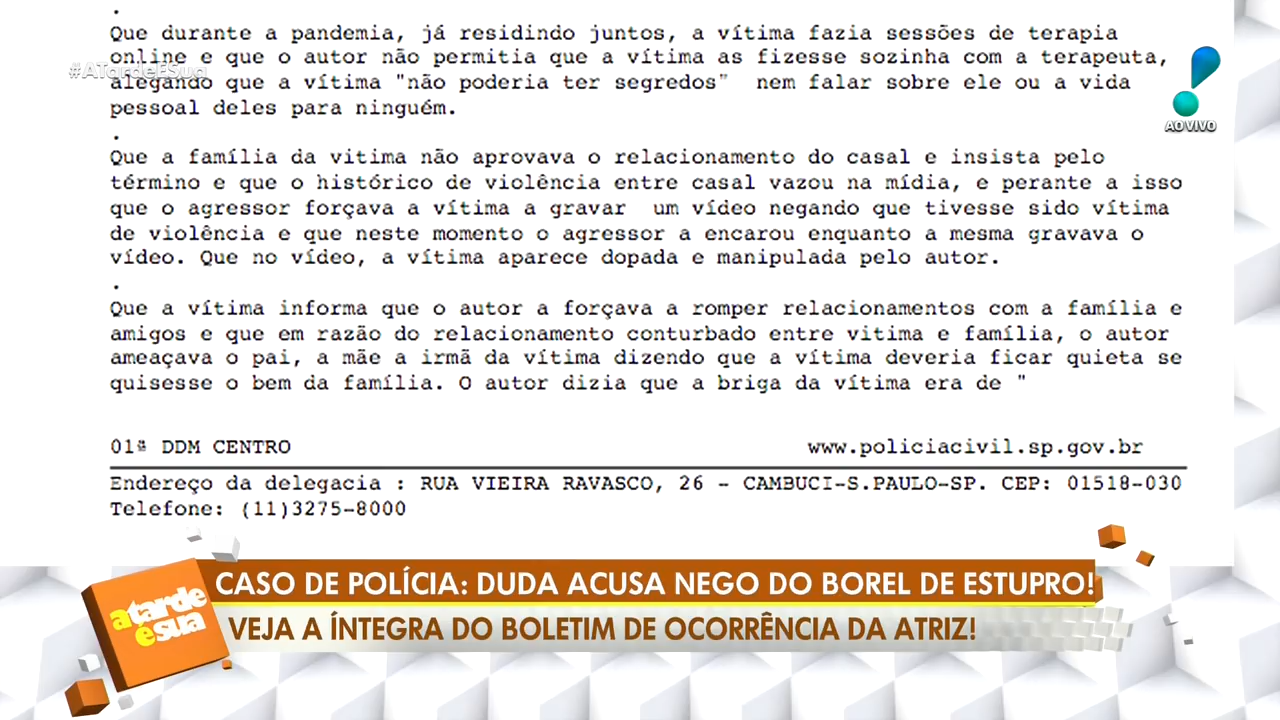 .
Que durante a pandemia, já residindo juntos, a vítima fazia sessões de terapia
online e que o autor não permitia que a vítima as fizesse sozinha com a terapeuta,
#ATardeÉSua
alegando que a vítima "não poderia ter segredos" nem falar sobre ele ou a vida
pessoal deles para ninguém.
AO VIVO
.
Que a família da vitima não aprovava o relacionamento do casal e insista pelo
término e que o histórico de violência entre casal vazou na mídia, e perante a isso
que o agressor forçava a vítima a gravar um vídeo negando que tivesse sido vítima
de violência e que neste momento o agressor a encarou enquanto a mesma gravava o
vídeo. Que no vídeo, a vítima aparece dopada e manipulada pelo autor.
.
Que a vítima informa que o autor a forçava a romper relacionamentos com a família e
amigos e que em razão do relacionamento conturbado entre vitima e família, o autor
ameaçava o pai, a mãe a irmã da vítima dizendo que a vítima deveria ficar quieta se
quisesse o bem da família. O autor dizia que a briga da vítima era de "
01ª DDM CENTRO
www.policiacivil.sp.gov.br
Endereço da delegacia : RUA VIEIRA RAVASCO, 26 - CAMBUCI-S.PAULO-SP. CEP: 01518-030
Telefone: (11)3275-8000
CASO DE POLÍCIA: DUDA ACUSA NEGO DO BOREL DE ESTUPRO!
a tarde
é sua
VEJA A ÍNTEGRA DO BOLETIM DE OCORRÊNCIA DA ATRIZ!